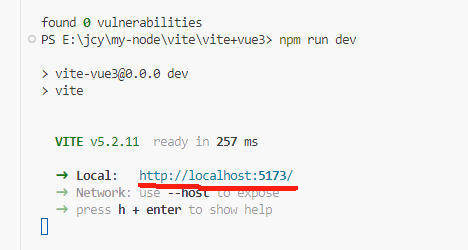 found 0 vulnerabilities
PS E:\jcy\my-node\vite\vite+vue3> npm run dev
> vite-vue3@0.0.0 dev
> vite
VITE v5.2.11 ready in 257 ms
➜ Local: http://localhost:5173/
➜ Network: use --host to expose
➜ press h + enter to show help